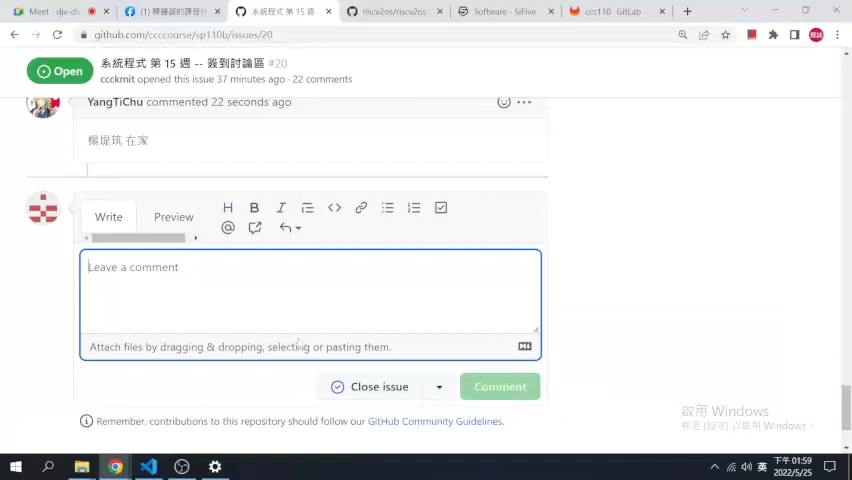 Meet - djv-di
(1) 陳鍾誠的課程社
系統程式 第 15 週
riscv2os/riscv2os
Software - SiFive
ccc110 · GitLab
github.com/ccccourse/sp110b/issues/20
Open
系統程式 第 15 週 -- 簽到討論區 #20
ccckmit opened this issue 37 minutes ago · 22 comments
YangTiChu commented 22 seconds ago
楊堤筑 在家
Write
Preview
Leave a comment
Attach files by dragging & dropping, selecting or pasting them.
Close issue
Comment
Remember, contributions to this repository should follow our GitHub Community Guidelines.
啟用 Windows
移至 [設定] 以啟用 Windows。
英
下午 01:59
2022/5/25